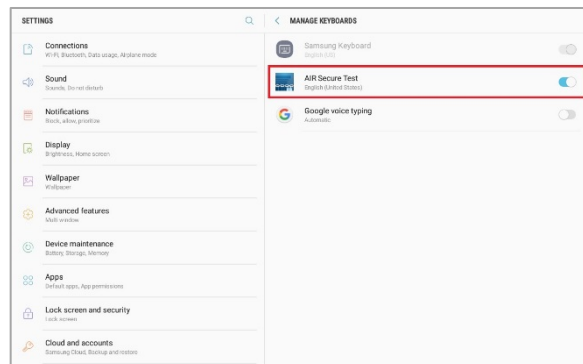 SETTINGS
Connections
Wi-Fi, Bluetooth, Data usage, Airplane mode
Sound
Sounds, Do not disturb
Notifications
Block, allow, prioritize
Display
Brightness, Home screen
Wallpaper
Wallpaper
Advanced features
Multi window
Device maintenance
Battery, Storage, Memory
Apps
Default apps, App permissions
Lock screen and security
Lock screen
Cloud and accounts
Samsung Cloud, Backup and restore
MANAGE KEYBOARDS
Samsung Keyboard
English (US)
AIR Secure Test
English (United States)
Google voice typing
Automatic